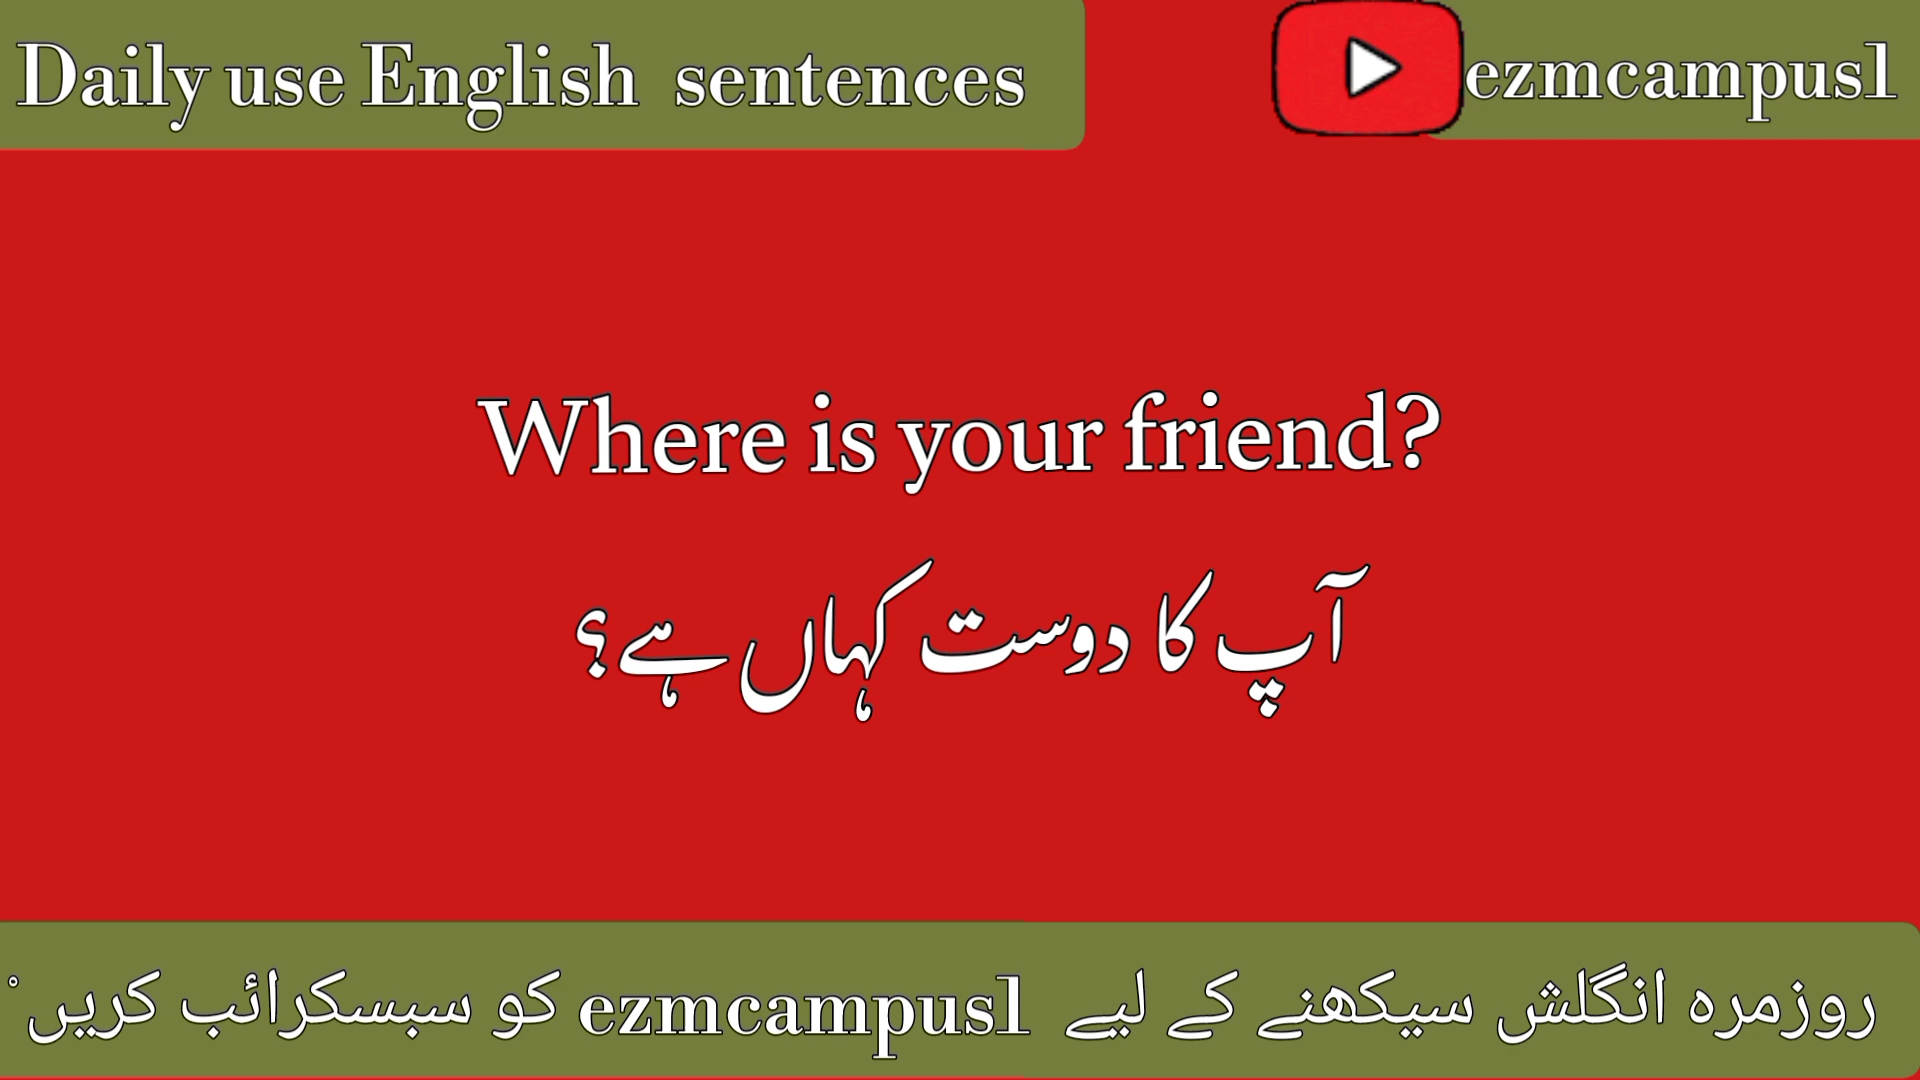 Daily use English sentences
ezmcampus1
Where is your friend?
آپ کا دوست کہاں ہے؟
روزمرہ انگلش سیکھنے کے لیے ezmcampus1 کو سبسکرائب کریں ْ